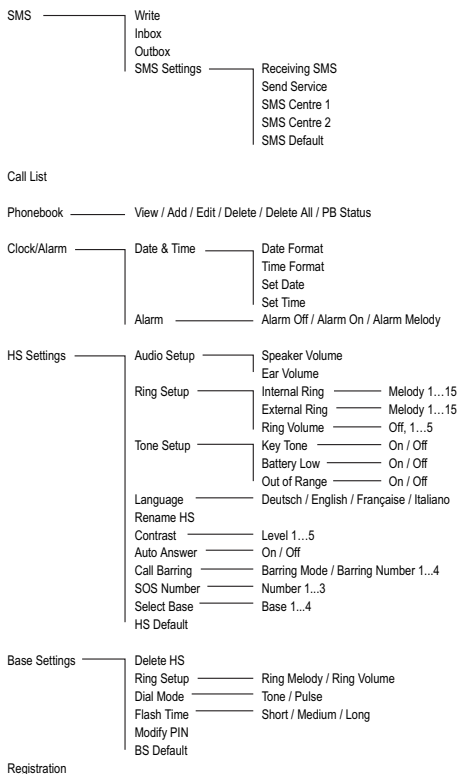 SMS Write
Inbox
Outbox
SMS Settings Receiving SMS
Send Service
SMS Centre 1
SMS Centre 2
SMS Default
Call List
Phonebook View / Add / Edit / Delete / Delete All / PB Status
Clock/Alarm Date & Time Date Format
Time Format
Set Date
Set Time
Alarm Alarm Off / Alarm On / Alarm Melody
HS Settings Audio Setup Speaker Volume
Ear Volume
Ring Setup Internal Ring Melody 1…15
External Ring Melody 1…15
Ring Volume Off, 1…5
Tone Setup Key Tone On / Off
Battery Low On / Off
Out of Range On / Off
Language Deutsch / English / Française / Italiano
Rename HS
Contrast Level 1…5
Auto Answer On / Off
Call Barring Barring Mode / Barring Number 1...4
SOS Number Number 1...3
Select Base Base 1...4
HS Default
Base Settings Delete HS
Ring Setup Ring Melody / Ring Volume
Dial Mode Tone / Pulse
Flash Time Short / Medium / Long
Modify PIN
BS Default
Registration